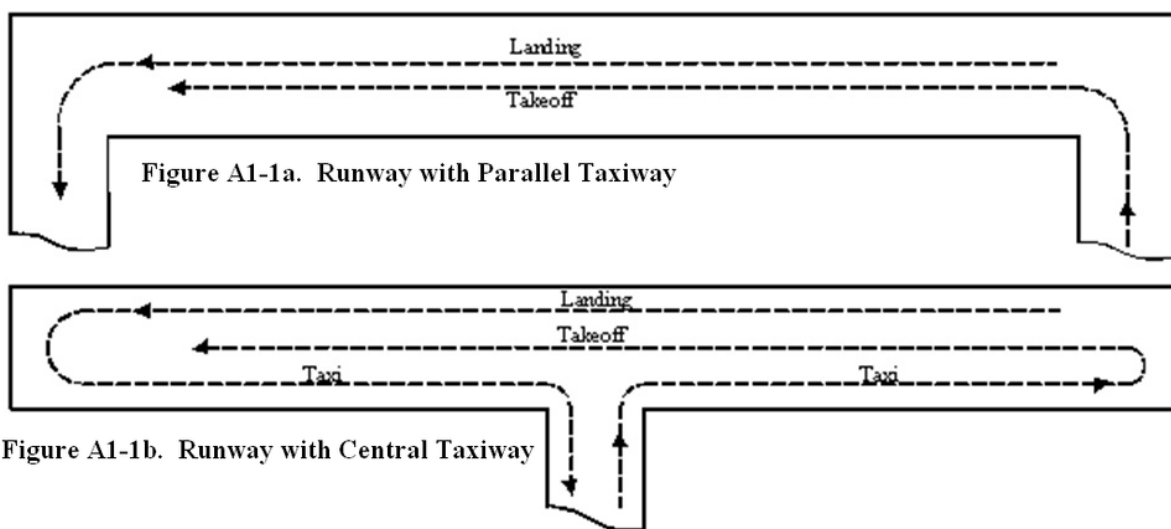 Landing
Takeoff
Figure A1-1a. Runway with Parallel Taxiway
Landing
Takeoff
Taxi Taxi
Figure A1-1b. Runway with Central Taxiway